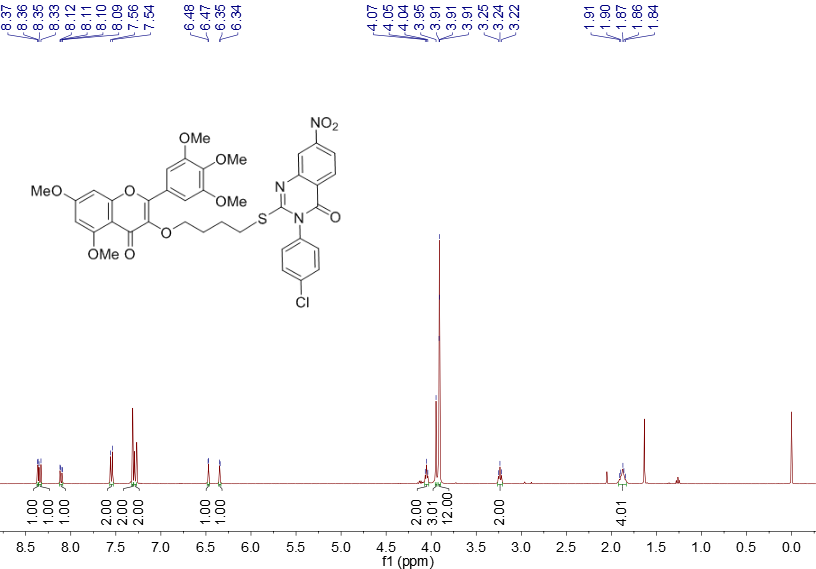 8.37 8.36 8.35 8.33 8.12 8.11 8.10 8.09 7.56 7.54 6.48 6.47 6.35 6.34 4.07 4.05 4.04 3.95 3.91 3.91 3.91 3.25 3.24 3.22 1.91 1.90 1.87 1.86 1.84
NO2
OMe
OMe
MeO
O
OMe
N
S
N
O
O
OMe
O
Cl
1.00 1.00 1.00 2.00 2.00 2.00 1.00 1.00 2.00 3.01 12.00 2.00 4.01
8.5 8.0 7.5 7.0 6.5 6.0 5.5 5.0 4.5 4.0 3.5 3.0 2.5 2.0 1.5 1.0 0.5 0.0
f1 (ppm)